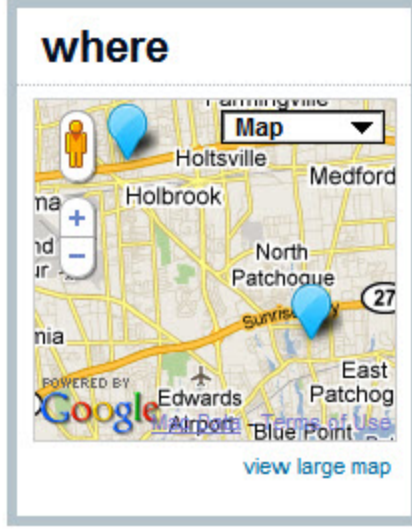 where
Farmingville
Map
Holtsville
Medford
Holbrook
+
−
North
Patchogue
27
Sunrise
nia
East
Patchog
POWERED BY
Google
Edwards
Airport
Map Data
Terms of Use
Blue Point
view large map